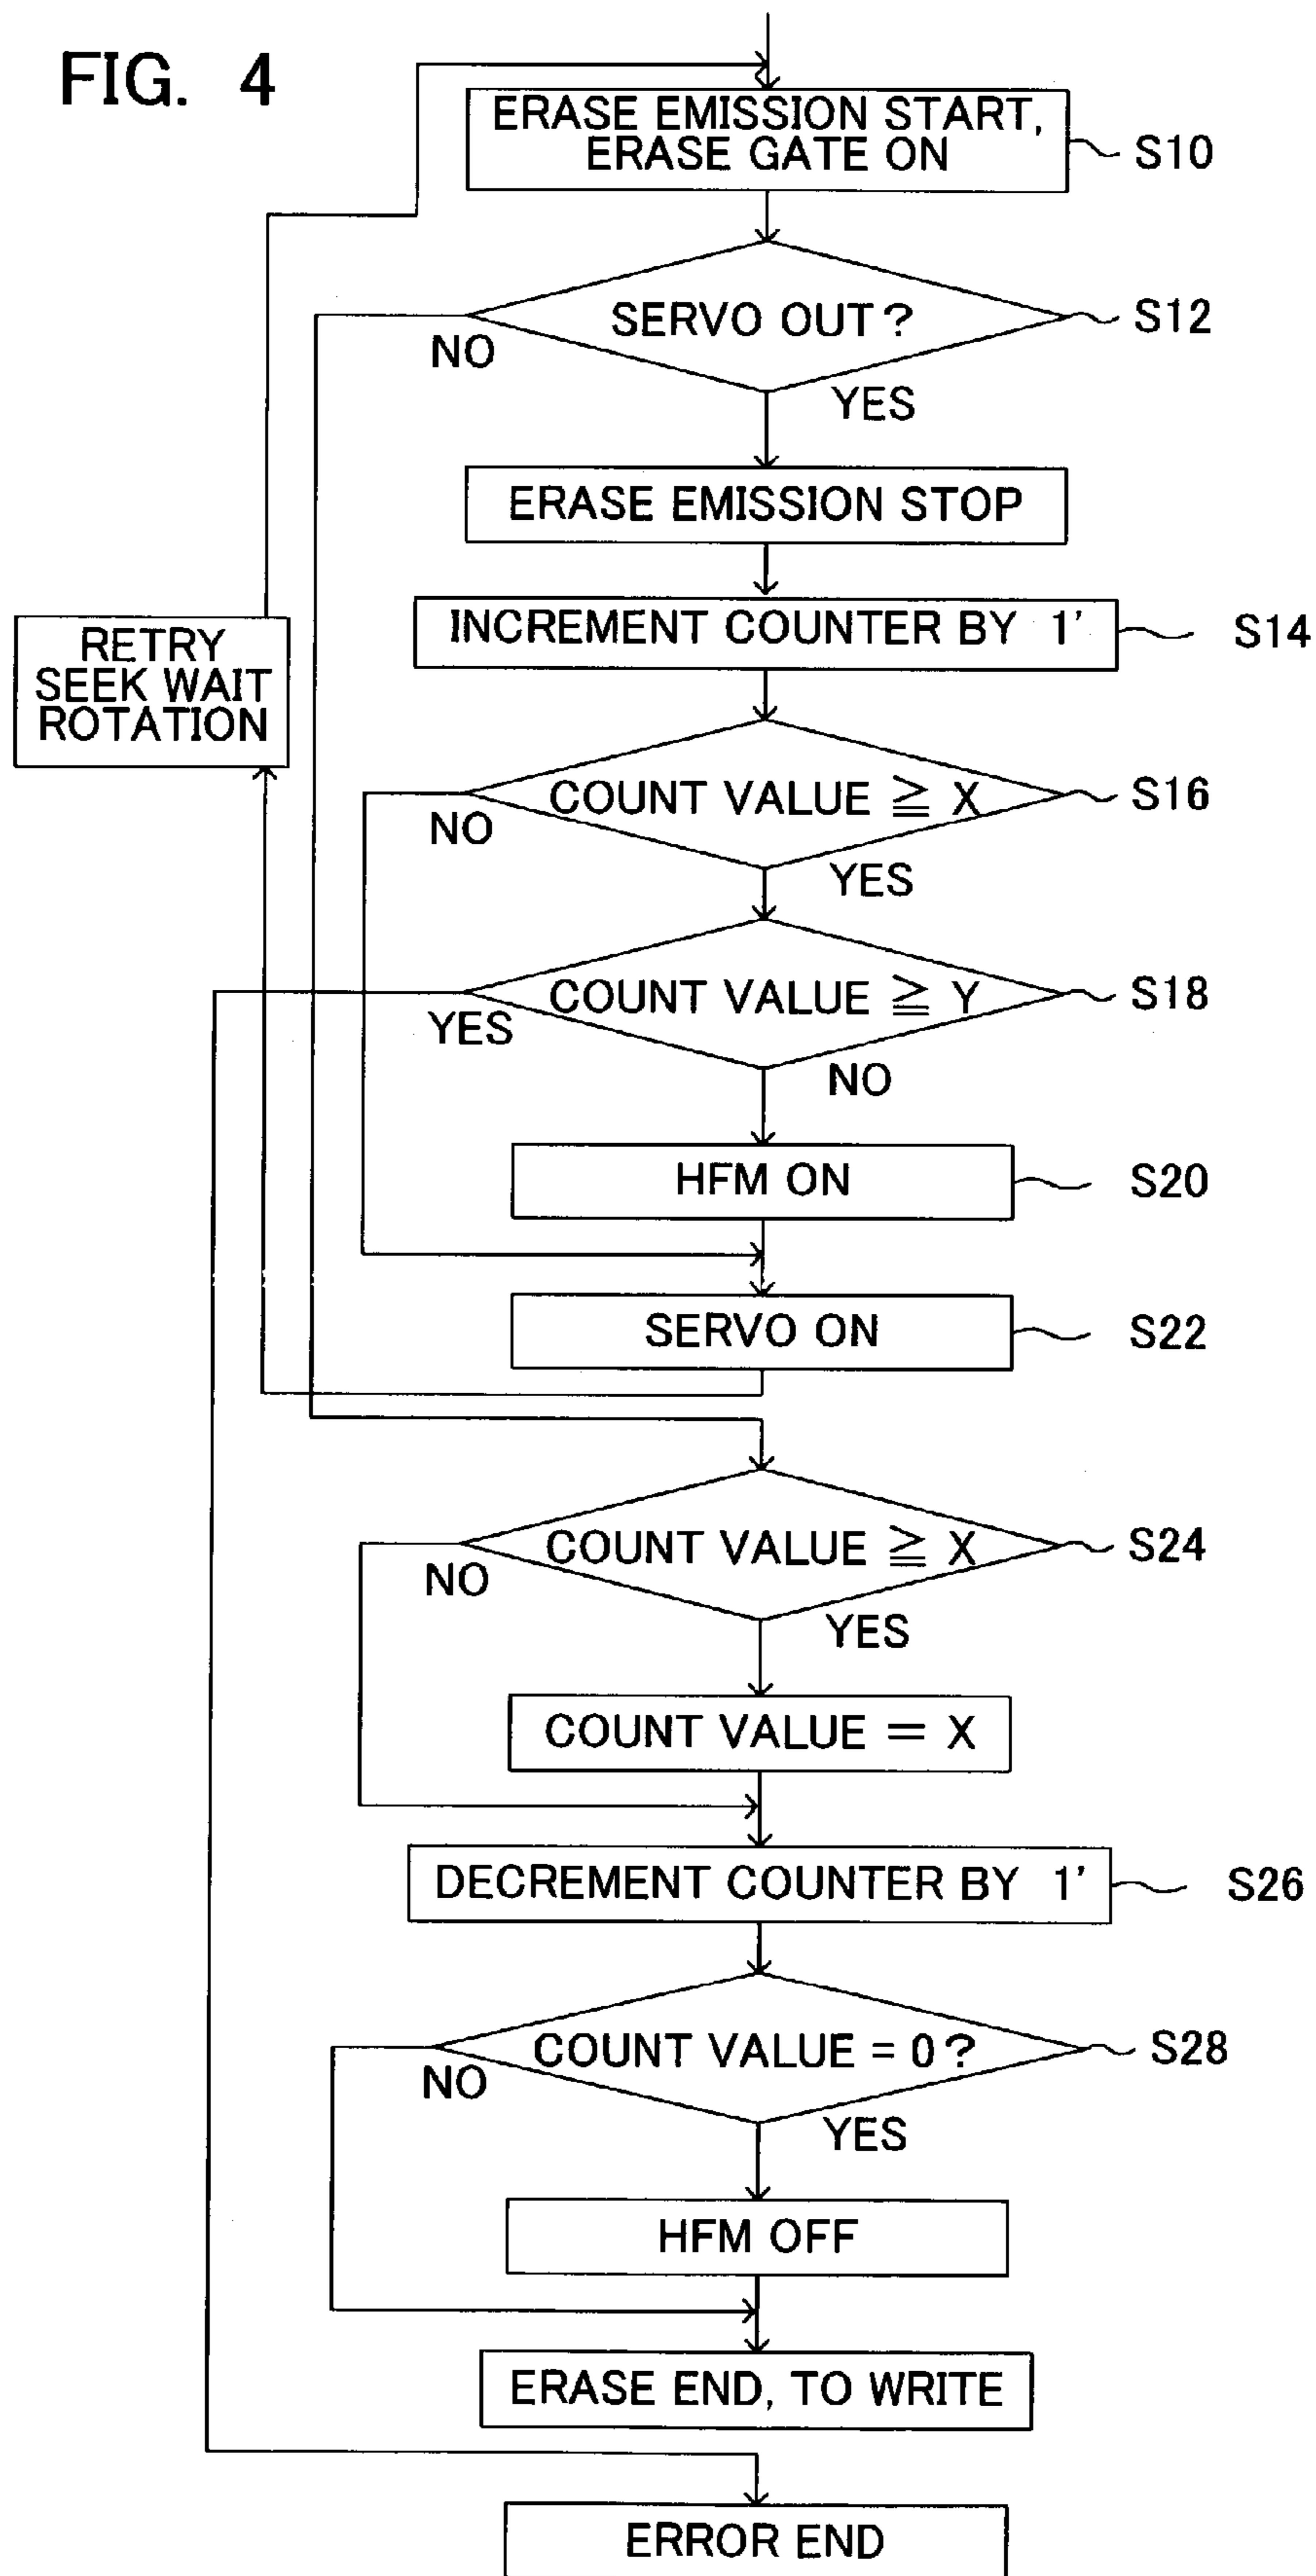 FIG. 4
ERASE EMISSION START,
ERASE GATE ON
S10
SERVO OUT?
S12
NO
YES
ERASE EMISSION STOP
INCREMENT COUNTER BY 1'
S14
RETRY
SEEK WAIT
ROTATION
COUNT VALUE ≧ X
S16
NO
YES
COUNT VALUE ≧ Y
S18
YES
NO
HFM ON
S20
SERVO ON
S22
COUNT VALUE ≧ X
S24
NO
YES
COUNT VALUE = X
DECREMENT COUNTER BY 1'
S26
COUNT VALUE = 0?
S28
NO
YES
HFM OFF
ERASE END, TO WRITE
ERROR END